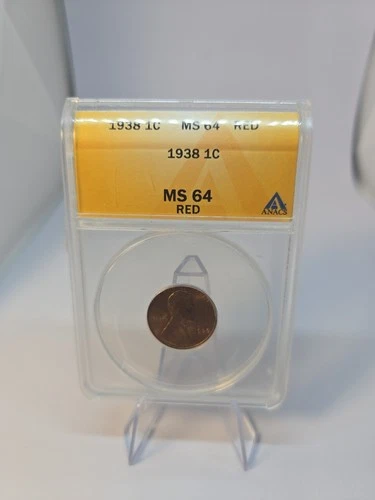 1938 1C MS 64 RED
1938 1C
MS 64
RED
ANACS